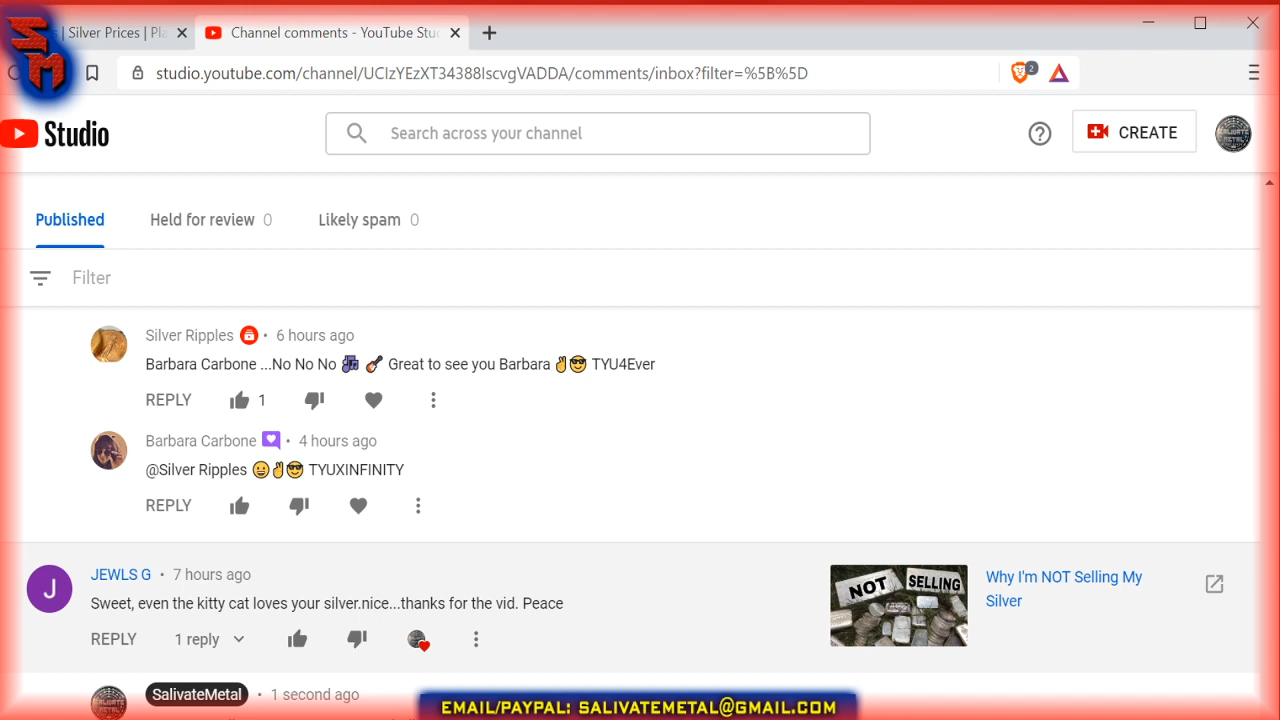 SM
| Silver Prices |
Channel comments - YouTube Stu
studio.youtube.com/channel/UCIzYEzXT34388IscvgVADDA/comments/inbox?filter=%5B%5D
2
Studio
Search across your channel
CREATE
Published
Held for review 0
Likely spam 0
Filter
Silver Ripples • 6 hours ago
Barbara Carbone ...No No No 🎶 🎸 Great to see you Barbara ✌😎 TYU4Ever
REPLY 1
Barbara Carbone • 4 hours ago
@Silver Ripples 😀✌😎 TYUXINFINITY
REPLY
J
JEWLS G • 7 hours ago
Sweet, even the kitty cat loves your silver.nice...thanks for the vid. Peace
REPLY 1 reply
NOT SELLING
Why I'm NOT Selling My
Silver
SalivateMetal • 1 second ago
EMAIL/PAYPAL: SALIVATEMETAL@GMAIL.COM